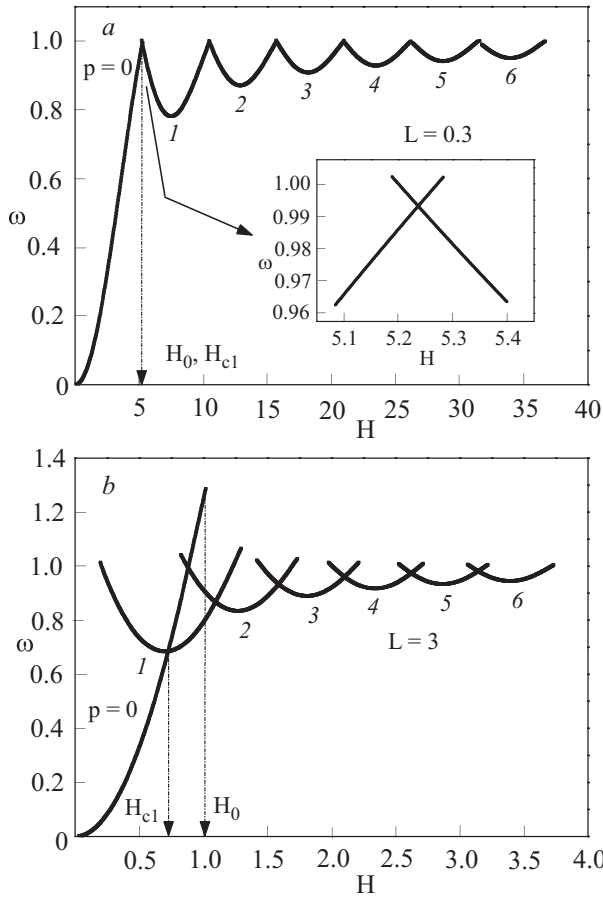 a
1.0
p = 0
1 2 3 4 5 6
0.8
L = 0.3
0.6
1.00
0.99
ω
0.98
ω
0.4
0.97
0.96
5.1 5.2 5.3 5.4
H
0.2
H0, Hc1
0
5 10 15 20 25 30 35 40
H
1.4
b
1.2
1.0
0.8
1 2 3 4 5 6
ω
L = 3
0.6
p = 0
0.4
0.2
Hc1 H0
0
0.5 1.0 1.5 2.0 2.5 3.0 3.5 4.0
H